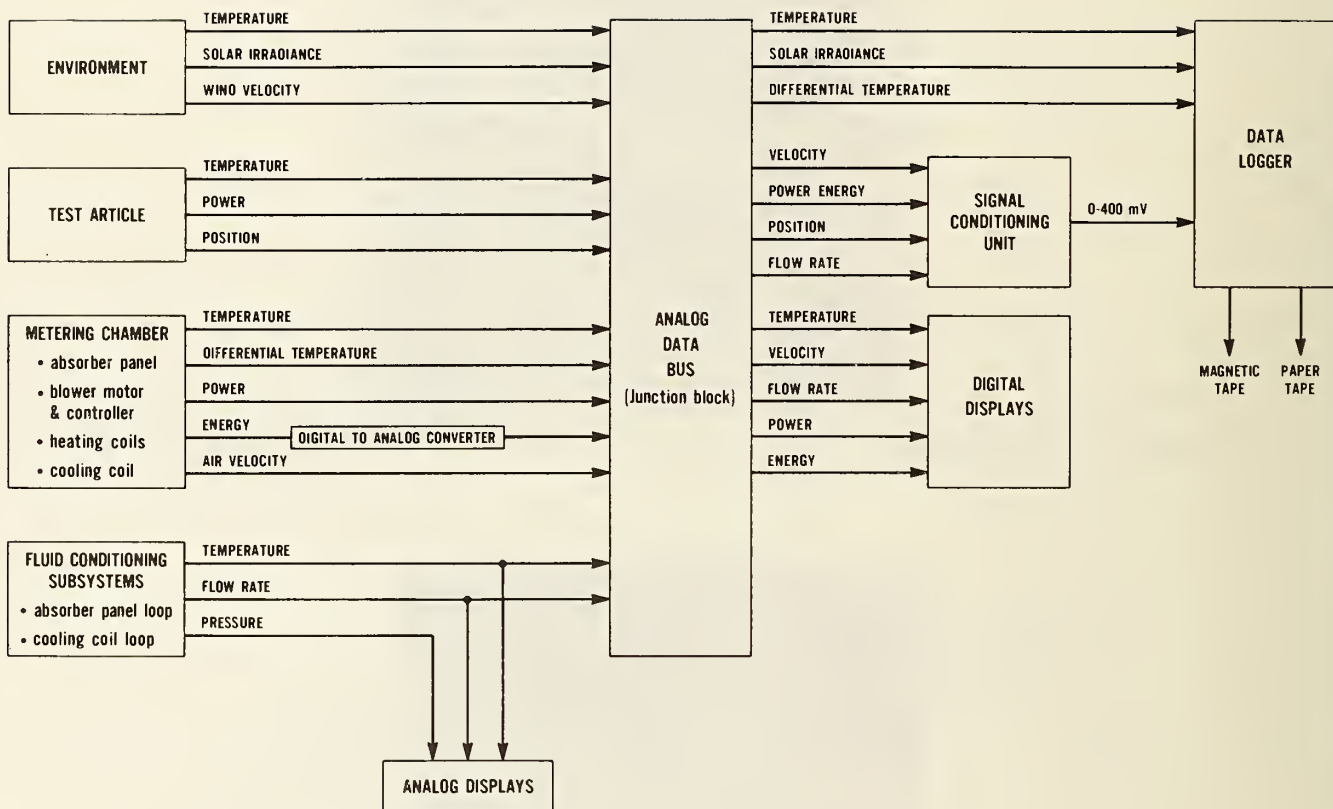 ENVIRONMENT
TEMPERATURE
SOLAR IRRAOIANCE
WINO VELOCITY
TEST ARTICLE
TEMPERATURE
POWER
POSITION
METERING CHAMBER
• absorber panel
• blower motor
& controller
• heating coils
• cooling coil
TEMPERATURE
OIFFERENTIAL TEMPERATURE
POWER
ENERGY
OIGITAL TO ANALOG CONVERTER
AIR VELOCITY
FLUID CONDITIONING
SUBSYSTEMS
• absorber panel loop
• cooling coil loop
TEMPERATURE
FLOW RATE
PRESSURE
ANALOG DISPLAYS
ANALOG
DATA
BUS
(Junction block)
TEMPERATURE
SOLAR IRRADIANCE
DIFFERENTIAL TEMPERATURE
VELOCITY
POWER ENERGY
POSITION
FLOW RATE
SIGNAL
CONDITIONING
UNIT
0-400 mV
TEMPERATURE
VELOCITY
FLOW RATE
POWER
ENERGY
DIGITAL
DISPLAYS
DATA
LOGGER
MAGNETIC
TAPE
PAPER
TAPE